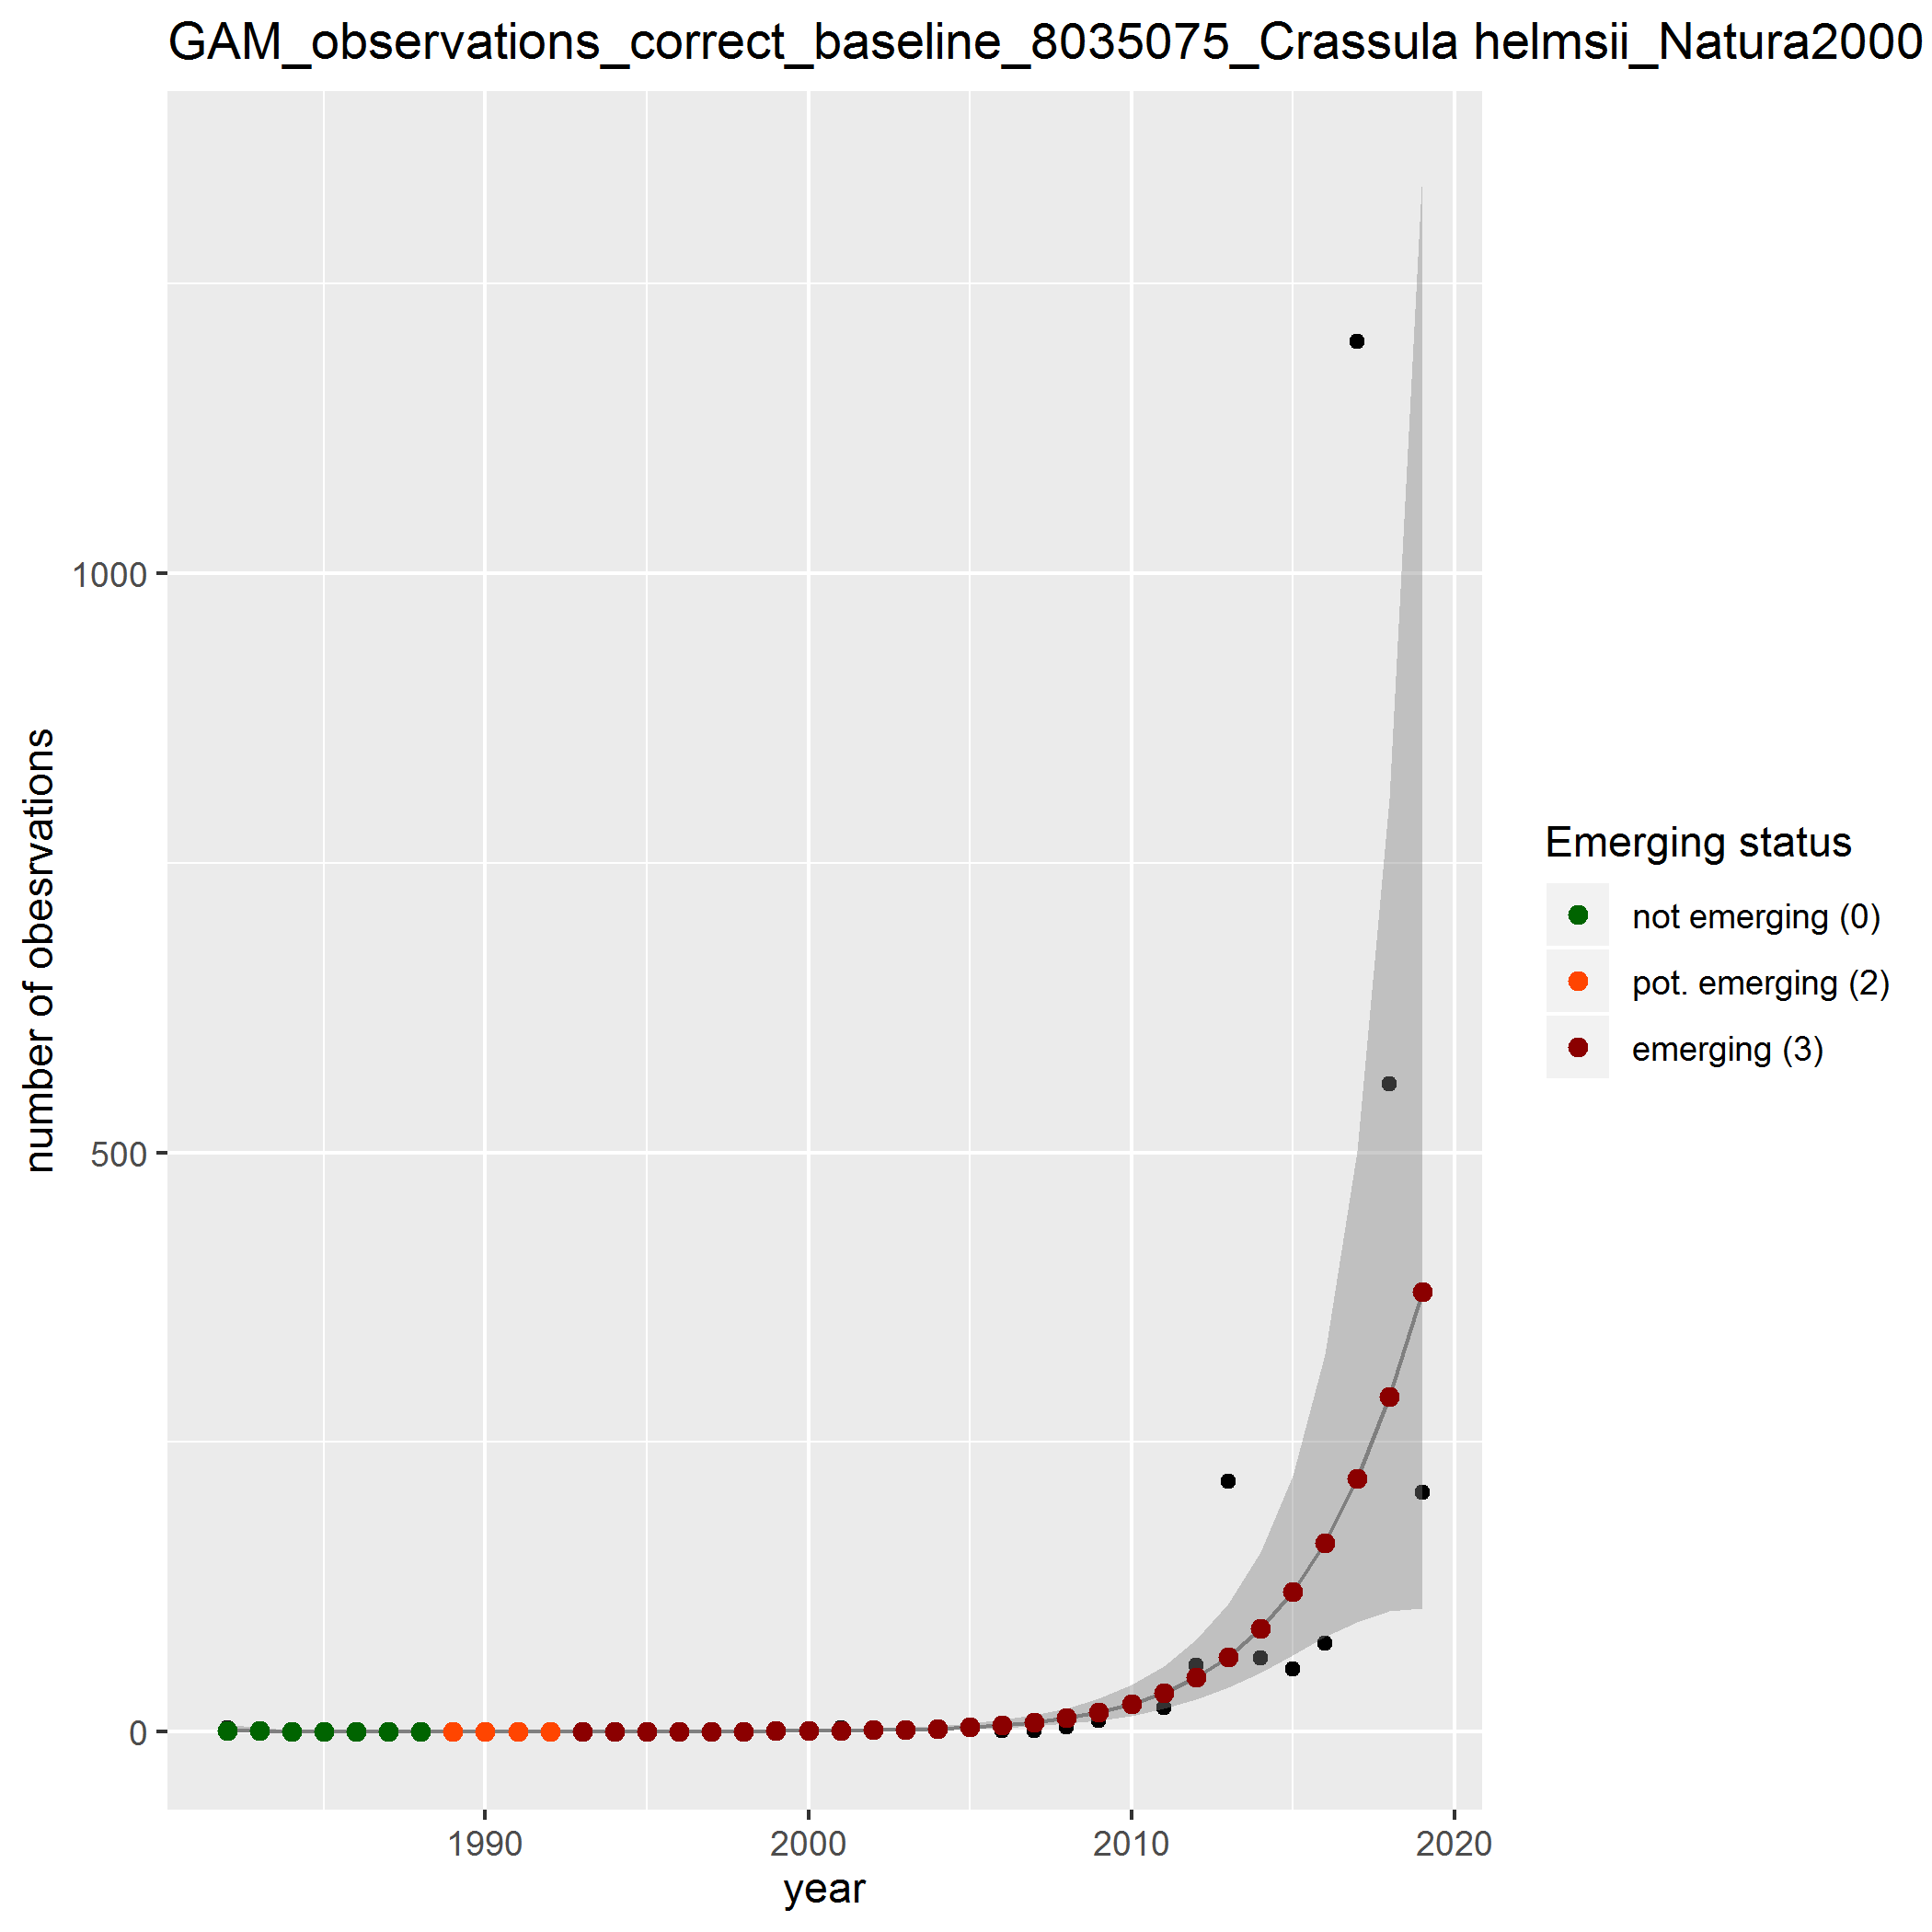 GAM_observations_correct_baseline_8035075_Crassula helmsii_Natura2000
number of obesrvations
1000
500
0
1990 2000 2010 2020
year
Emerging status
not emerging (0)
pot. emerging (2)
emerging (3)